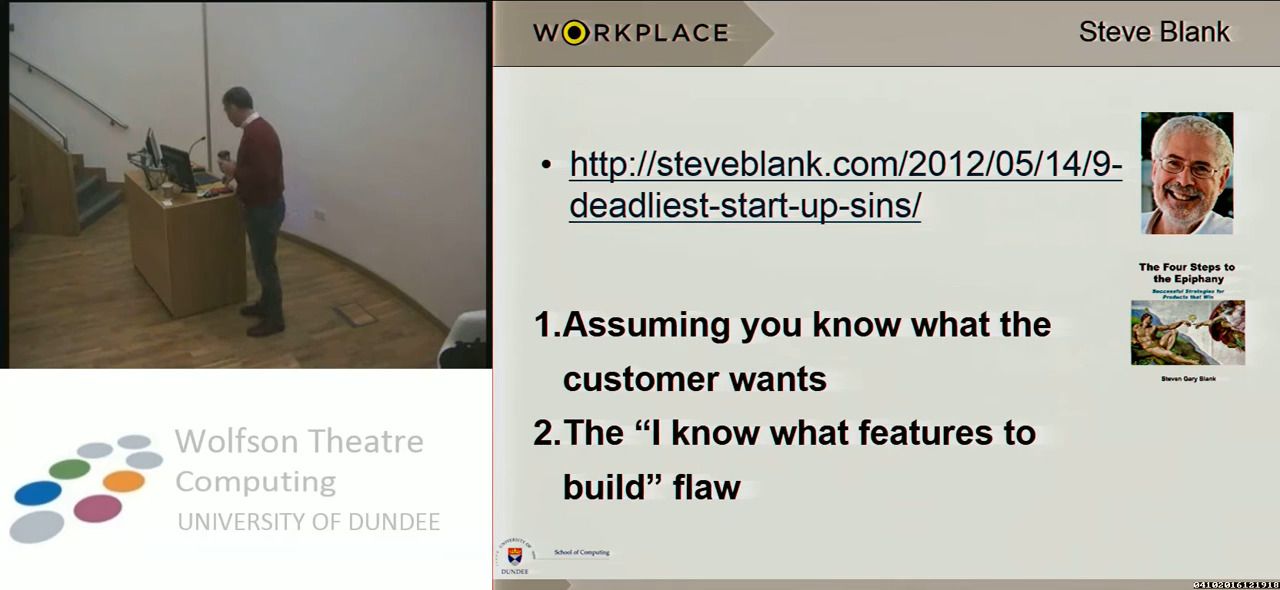 WORKPLACE
Steve Blank
• http://steveblank.com/2012/05/14/9-
deadliest-start-up-sins/
The Four Steps to
the Epiphany
Successful Strategies for
Products that Win
Steven Gary Blank
1.Assuming you know what the
customer wants
2.The “I know what features to
build” flaw
Wolfson Theatre
Computing
UNIVERSITY OF DUNDEE
UNIVERSITY OF
DUNDEE
School of Computing
04102016121918